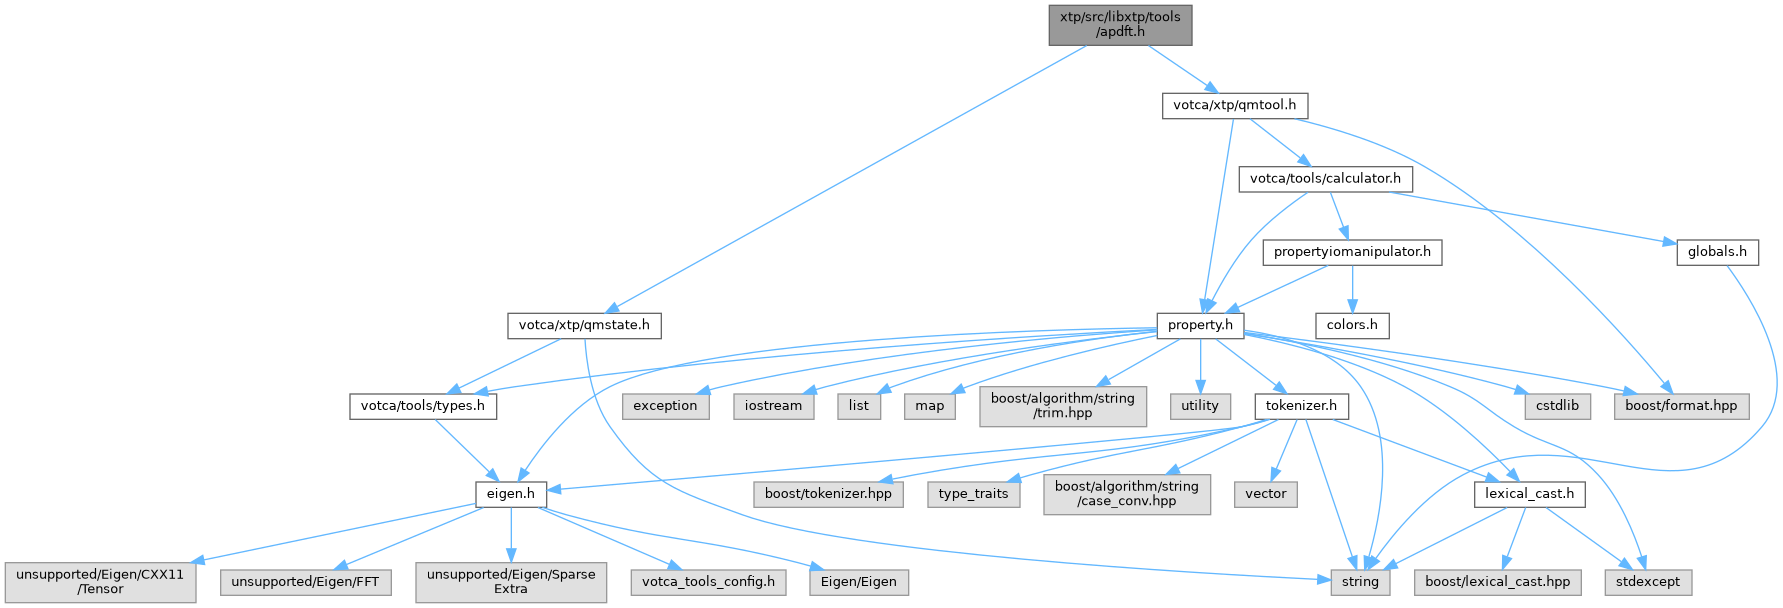 xtp/src/libxtp/tools
/apdft.h
votca/xtp/qmtool.h
votca/tools/calculator.h
propertyiomanipulator.h
globals.h
votca/xtp/qmstate.h
property.h
colors.h
votca/tools/types.h
exception
iostream
list
map
boost/algorithm/string
/trim.hpp
utility
tokenizer.h
cstdlib
boost/format.hpp
eigen.h
boost/tokenizer.hpp
type_traits
boost/algorithm/string
/case_conv.hpp
vector
lexical_cast.h
unsupported/Eigen/CXX11
/Tensor
unsupported/Eigen/FFT
unsupported/Eigen/Sparse
Extra
votca_tools_config.h
Eigen/Eigen
string
boost/lexical_cast.hpp
stdexcept